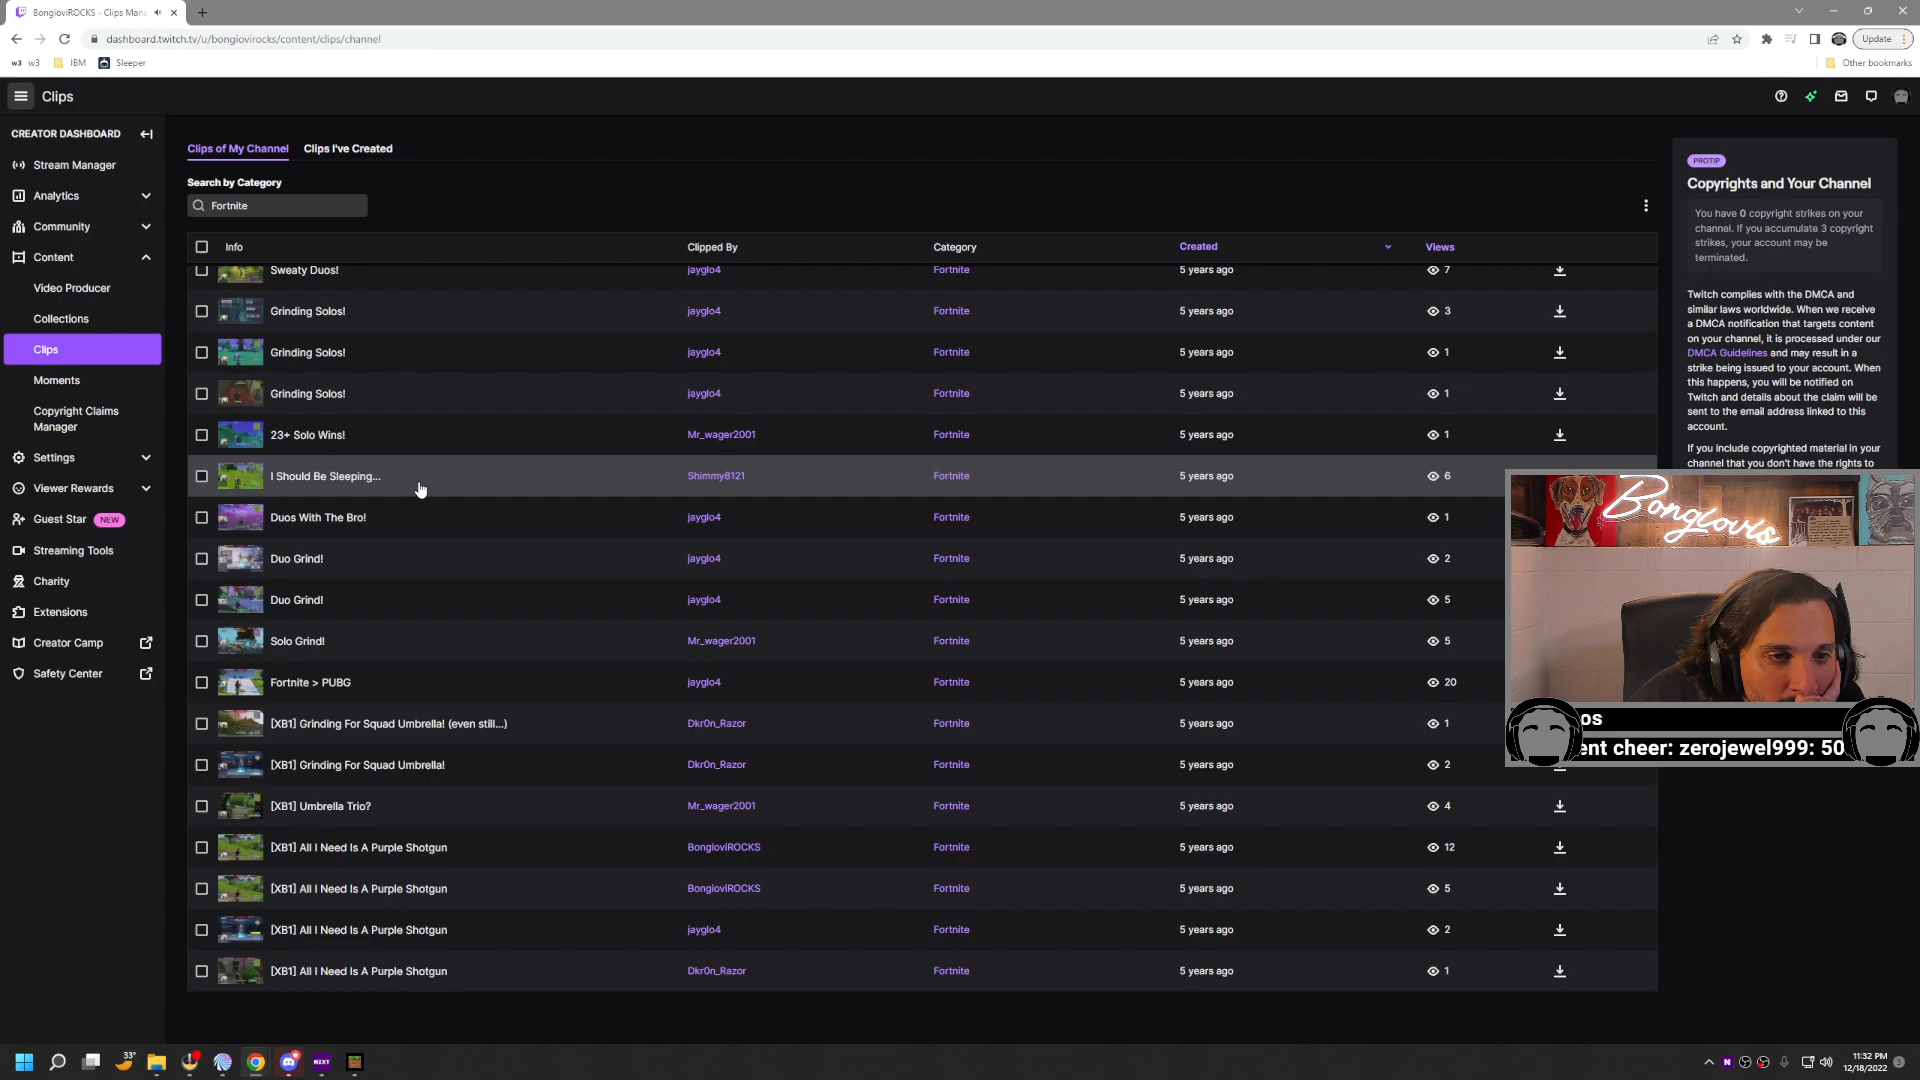 BongioviROCKS - Clips Mana
dashboard.twitch.tv/u/bongiovirocks/content/clips/channel
Update
w3 w3 IBM Sleeper Other bookmarks
Clips
CREATOR DASHBOARD
Stream Manager
Analytics
Community
Content
Video Producer
Collections
Clips
Moments
Copyright Claims
Manager
Settings
Viewer Rewards
Guest Star NEW
Streaming Tools
Charity
Extensions
Creator Camp
Safety Center
Clips of My Channel Clips I've Created
Search by Category
Fortnite
Info Clipped By Category Created Views
Sweaty Duos! jayglo4 Fortnite 5 years ago 7
Grinding Solos! jayglo4 Fortnite 5 years ago 3
Grinding Solos! jayglo4 Fortnite 5 years ago 1
Grinding Solos! jayglo4 Fortnite 5 years ago 1
23+ Solo Wins! Mr_wager2001 Fortnite 5 years ago 1
I Should Be Sleeping... Shimmy8121 Fortnite 5 years ago 6
Duos With The Bro! jayglo4 Fortnite 5 years ago 1
Duo Grind! jayglo4 Fortnite 5 years ago 2
Duo Grind! jayglo4 Fortnite 5 years ago 5
Solo Grind! Mr_wager2001 Fortnite 5 years ago 5
Fortnite > PUBG jayglo4 Fortnite 5 years ago 20
[XB1] Grinding For Squad Umbrella! (even still...) Dkr0n_Razor Fortnite 5 years ago 1
[XB1] Grinding For Squad Umbrella! Dkr0n_Razor Fortnite 5 years ago 2
[XB1] Umbrella Trio? Mr_wager2001 Fortnite 5 years ago 4
[XB1] All I Need Is A Purple Shotgun BongioviROCKS Fortnite 5 years ago 12
[XB1] All I Need Is A Purple Shotgun BongioviROCKS Fortnite 5 years ago 5
[XB1] All I Need Is A Purple Shotgun jayglo4 Fortnite 5 years ago 2
[XB1] All I Need Is A Purple Shotgun Dkr0n_Razor Fortnite 5 years ago 1
PROTIP
Copyrights and Your Channel
You have 0 copyright strikes on your
channel. If you accumulate 3 copyright
strikes, your account may be
terminated.
Twitch complies with the DMCA and
similar laws worldwide. When we receive
a DMCA notification that targets content
on your channel, it is processed under our
DMCA Guidelines and may result in a
strike being issued to your account. When
this happens, you will be notified on
Twitch and details about the claim will be
sent to the email address linked to this
account.
If you include copyrighted material in your
channel that you don't have the rights to
Bongiovis
os
ent cheer: zerojewel999: 50
33°
NZXT
N
11:32 PM
12/18/2022
3